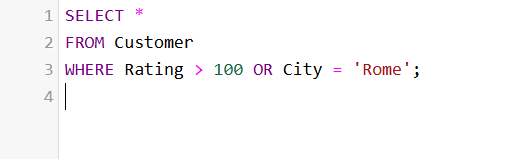 1 SELECT *
2 FROM Customer
3 WHERE Rating > 100 OR City = 'Rome';
4